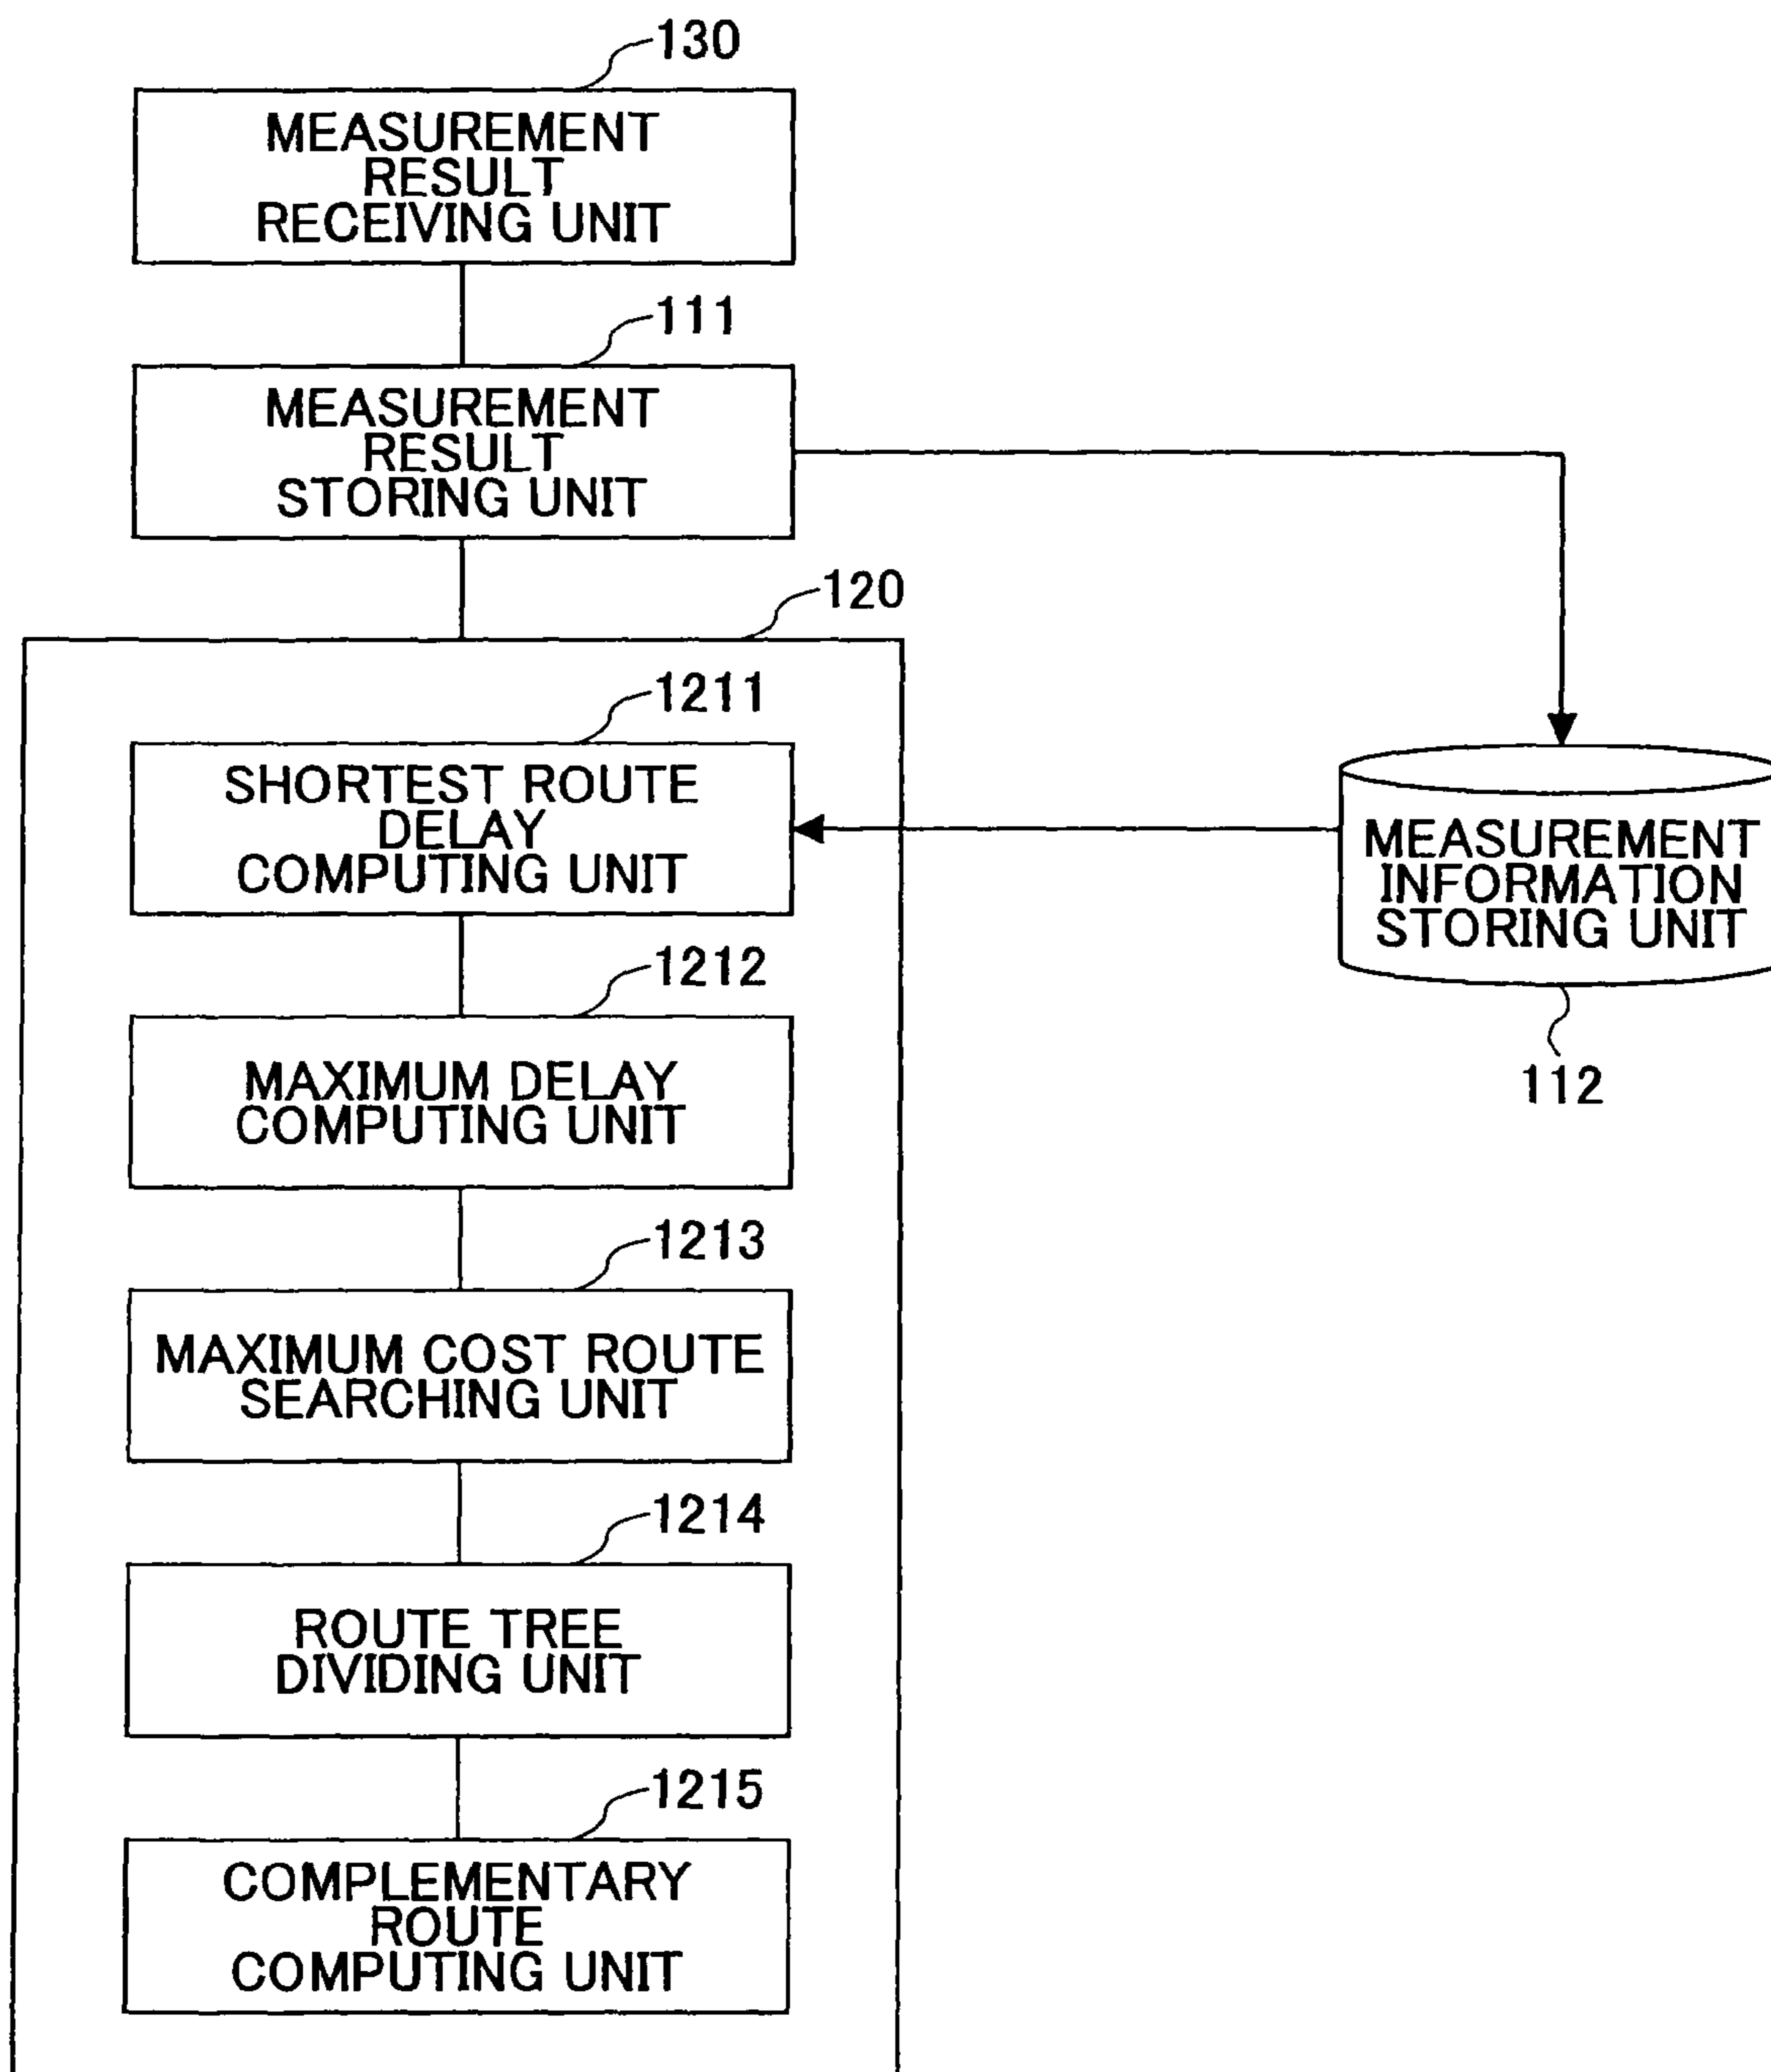 130
MEASUREMENT
RESULT
RECEIVING UNIT
111
MEASUREMENT
RESULT
STORING UNIT
120
1211
SHORTEST ROUTE
DELAY
COMPUTING UNIT
MEASUREMENT
INFORMATION
STORING UNIT
112
1212
MAXIMUM DELAY
COMPUTING UNIT
1213
MAXIMUM COST ROUTE
SEARCHING UNIT
1214
ROUTE TREE
DIVIDING UNIT
1215
COMPLEMENTARY
ROUTE
COMPUTING UNIT